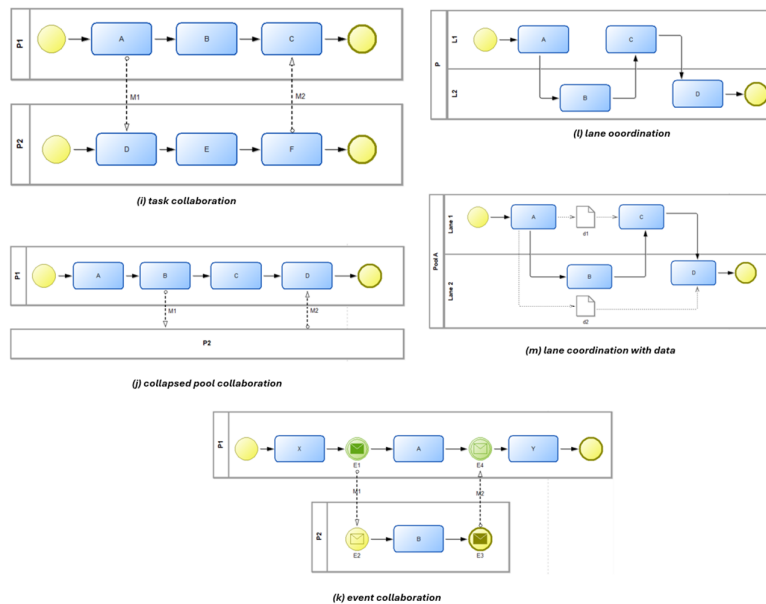 P1
A
B
C
M1
M2
P2
D
E
F
(i) task collaboration
P
L1
L2
A
C
B
D
(l) lane ooordination
P1
A
B
C
D
M1
M2
P2
(j) collapsed pool collaboration
Pool A
Lane 1
Lane 2
A
d1
C
B
D
d2
(m) lane coordination with data
P1
X
E1
A
E4
Y
M1
M2
P2
E2
B
E3
(k) event collaboration